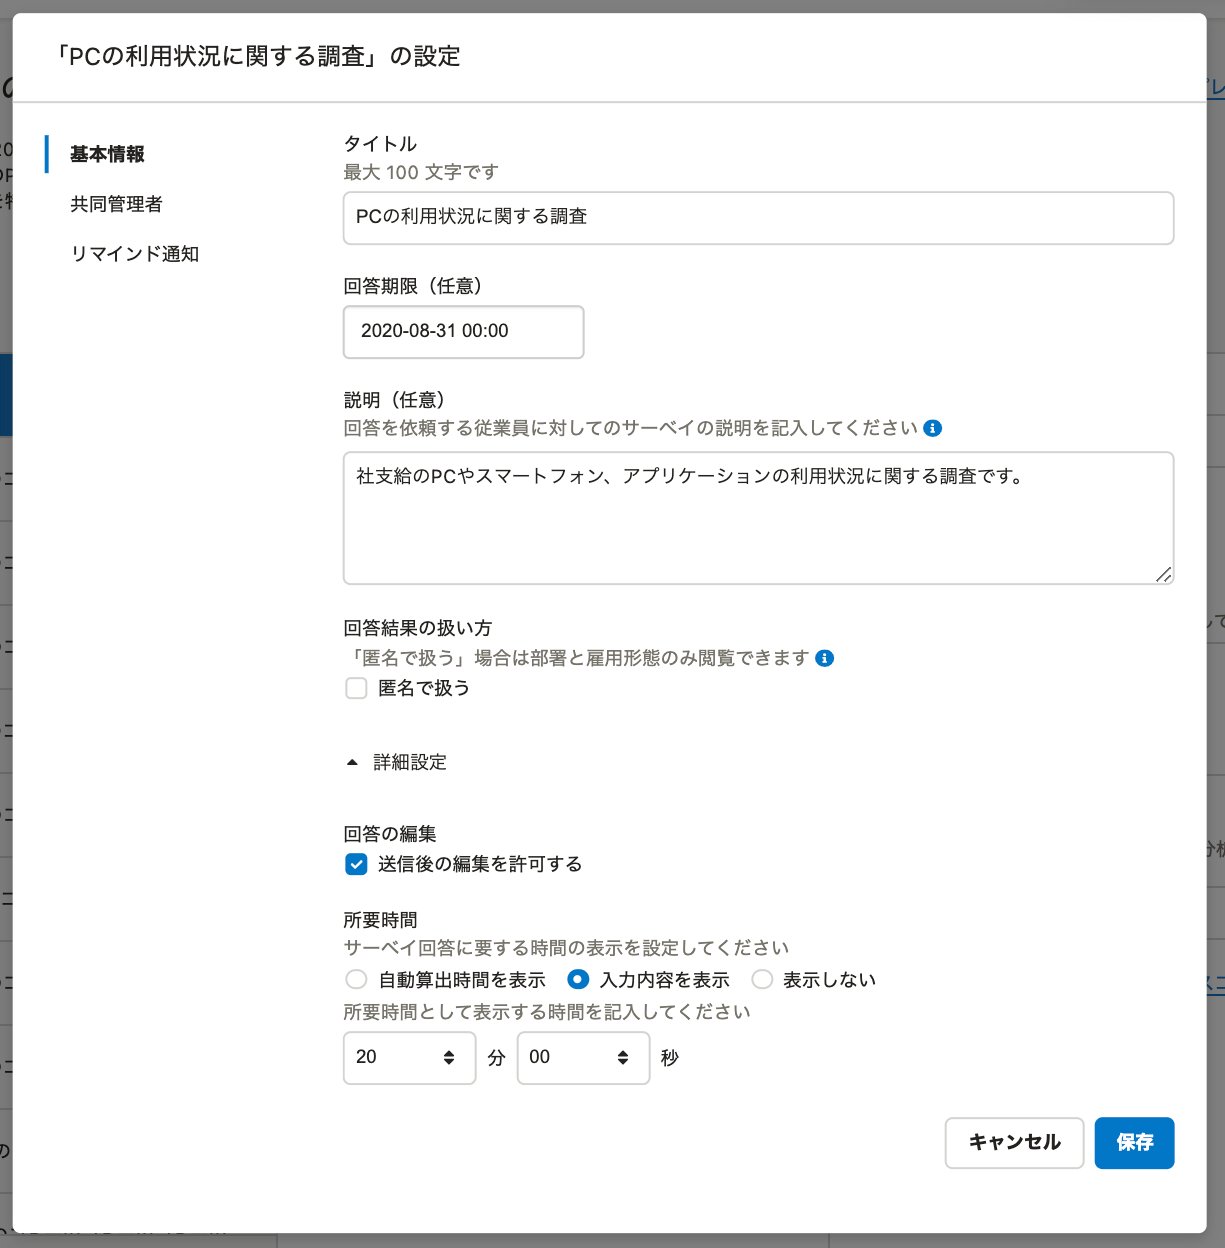 「PCの利用状況に関する調査」の設定
基本情報
共同管理者
リマインド通知
タイトル
最大 100 文字です
PCの利用状況に関する調査
回答期限（任意）
2020-08-31 00:00
説明（任意）
回答を依頼する従業員に対してのサーベイの説明を記入してください
社支給のPCやスマートフォン、アプリケーションの利用状況に関する調査です。
回答結果の扱い方
「匿名で扱う」場合は部署と雇用形態のみ閲覧できます
匿名で扱う
詳細設定
回答の編集
送信後の編集を許可する
所要時間
サーベイ回答に要する時間の表示を設定してください
自動算出時間を表示 入力内容を表示 表示しない
所要時間として表示する時間を記入してください
20 分 00 秒
キャンセル 保存